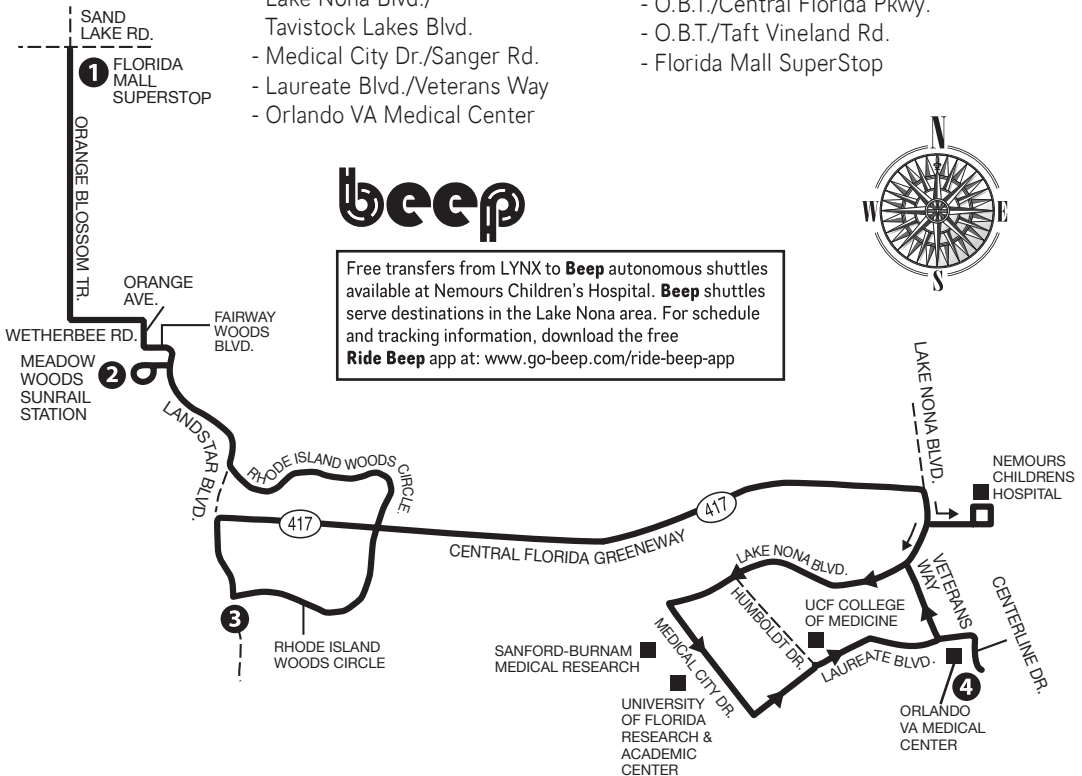 Lake Nona Blvd./
Tavistock Lakes Blvd.
- Medical City Dr./Sanger Rd.
- Laureate Blvd./Veterans Way
- Orlando VA Medical Center
- O.B.T./Central Florida Pkwy.
- O.B.T./Taft Vineland Rd.
- Florida Mall SuperStop
SAND
LAKE RD.
1
FLORIDA
MALL
SUPERSTOP
ORANGE BLOSSOM TR.
N
W
E
S
beep
Free transfers from LYNX to Beep autonomous shuttles
available at Nemours Children's Hospital. Beep shuttles
serve destinations in the Lake Nona area. For schedule
and tracking information, download the free
Ride Beep app at: www.go-beep.com/ride-beep-app
ORANGE
AVE.
WETHERBEE RD.
FAIRWAY
WOODS
BLVD.
MEADOW
WOODS
SUNRAIL
STATION
2
LANDSTAR BLVD.
RHODE ISLAND WOODS CIRCLE.
417
CENTRAL FLORIDA GREENEWAY
417
LAKE NONA BLVD.
NEMOURS
CHILDRENS
HOSPITAL
3
RHODE ISLAND
WOODS CIRCLE
LAKE NONA BLVD.
HUMBOLDT DR.
UCF COLLEGE
OF MEDICINE
VETERANS
WAY
CENTERLINE DR.
SANFORD-BURNAM
MEDICAL RESEARCH
MEDICAL CITY DR.
LAUREATE BLVD.
UNIVERSITY
OF FLORIDA
RESEARCH &
ACADEMIC
CENTER
4
ORLANDO
VA MEDICAL
CENTER